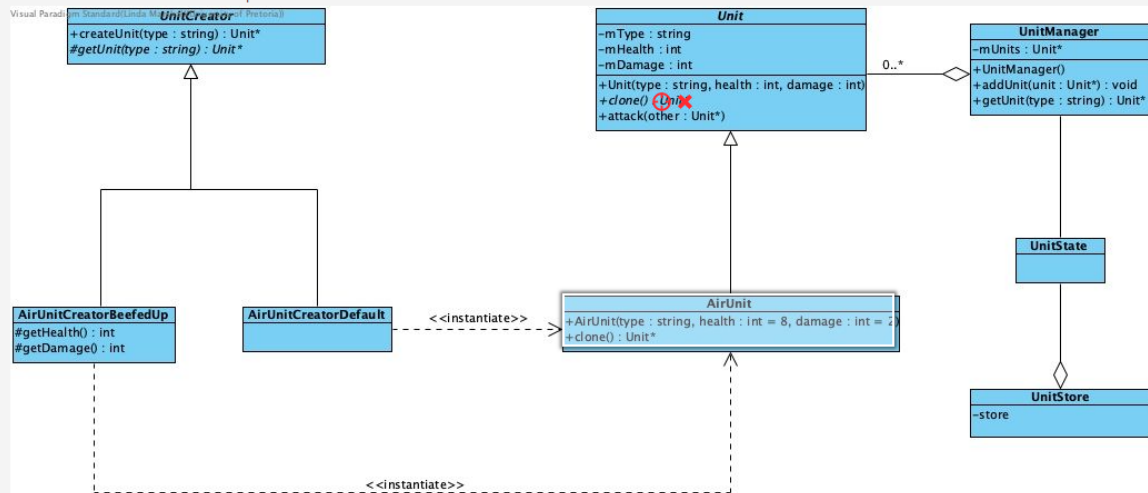 Visual Paradigm Standard(Linda Ma of Pretoria))
UnitCreator
+createUnit(type : string) : Unit*
#getUnit(type : string) : Unit*
Unit
-mType : string
-mHealth : int
-mDamage : int
+Unit(type : string, health : int, damage : int)
+clone() : Unit
+attack(other : Unit*)
0..*
UnitManager
-mUnits : Unit*
+UnitManager()
+addUnit(unit : Unit*) : void
+getUnit(type : string) : Unit*
UnitState
AirUnitCreatorBeefedUp
#getHealth() : int
#getDamage() : int
AirUnitCreatorDefault
<<instantiate>>
AirUnit
+AirUnit(type : string, health : int = 8, damage : int = 2)
+clone() : Unit*
UnitStore
-store
<<instantiate>>